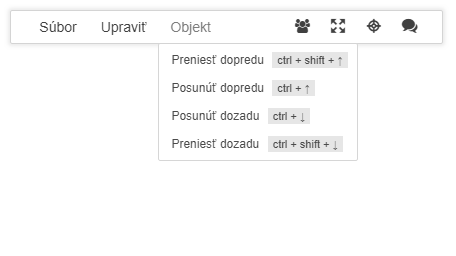 Súbor Upraviť Objekt
Preniesť dopredu ctrl + shift + ↑
Posunúť dopredu ctrl + ↑
Posunúť dozadu ctrl + ↓
Preniesť dozadu ctrl + shift + ↓